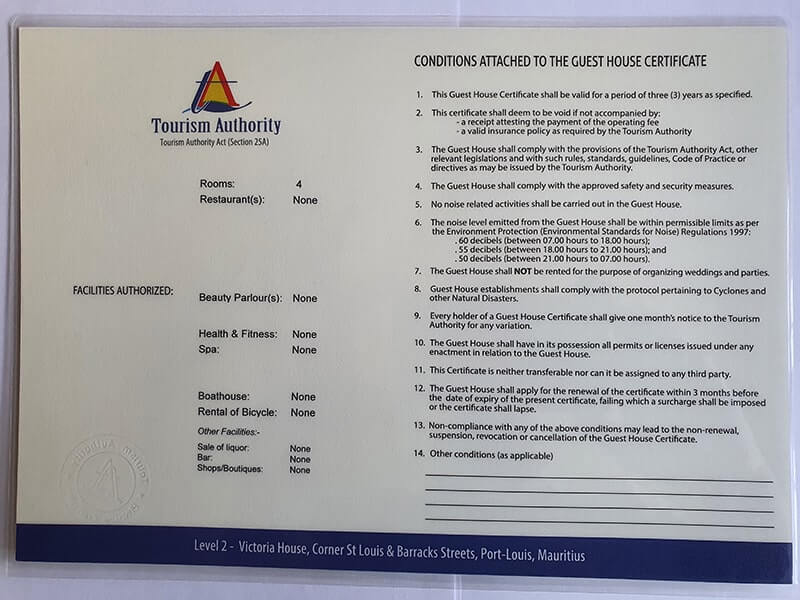 Tourism Authority
Tourism Authority Act (Section 25A)
Rooms: 4
Restaurant(s): None
FACILITIES AUTHORIZED:
Beauty Parlour(s): None
Health & Fitness: None
Spa: None
Boathouse: None
Rental of Bicycle: None
Other Facilities:-
Sale of liquor: None
Bar: None
Shops/Boutiques: None
CONDITIONS ATTACHED TO THE GUEST HOUSE CERTIFICATE
1. This Guest House Certificate shall be valid for a period of three (3) years as specified.
2. This certificate shall deem to be void if not accompanied by:
- a receipt attesting the payment of the operating fee
- a valid insurance policy as required by the Tourism Authority
3. The Guest House shall comply with the provisions of the Tourism Authority Act, other
relevant legislations and with such rules, standards, guidelines, Code of Practice or
directives as may be issued by the Tourism Authority.
4. The Guest House shall comply with the approved safety and security measures.
5. No noise related activities shall be carried out in the Guest House.
6. The noise level emitted from the Guest House shall be within permissible limits as per
the Environment Protection (Environmental Standards for Noise) Regulations 1997:
. 60 decibels (between 07.00 hours to 18.00 hours);
. 55 decibels (between 18.00 hours to 21.00 hours); and
. 50 decibels (between 21.00 hours to 07.00 hours).
7. The Guest House shall NOT be rented for the purpose of organizing weddings and parties.
8. Guest House establishments shall comply with the protocol pertaining to Cyclones and
other Natural Disasters.
9. Every holder of a Guest House Certificate shall give one month's notice to the Tourism
Authority for any variation.
10. The Guest House shall have in its possession all permits or licenses issued under any
enactment in relation to the Guest House.
11. This Certificate is neither transferable nor can it be assigned to any third party.
12. The Guest House shall apply for the renewal of the certificate within 3 months before
the date of expiry of the present certificate, failing which a surcharge shall be imposed
or the certificate shall lapse.
13. Non-compliance with any of the above conditions may lead to the non-renewal,
suspension, revocation or cancellation of the Guest House Certificate.
14. Other conditions (as applicable)
Level 2 - Victoria House, Corner St Louis & Barracks Streets, Port-Louis, Mauritius